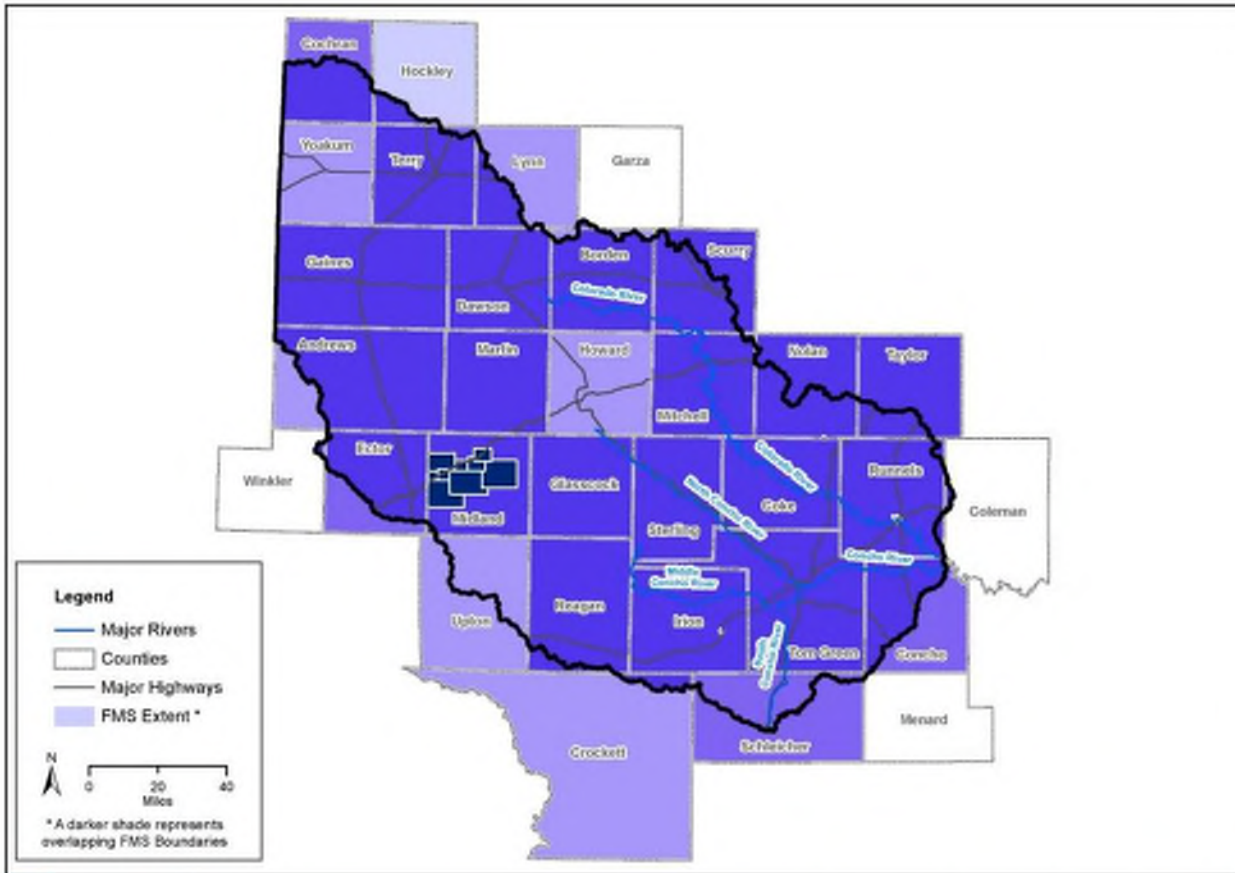 Cochran
Hockley
Yoakum
Terry
Lynn
Garza
Gaines
Dawson
Borden
Scurry
Colorado River
Andrews
Martin
Howard
Mitchell
Nolan
Taylor
Winkler
Ector
Midland
Glasscock
Sterling
North Concho River
Coke
Colorado River
Runnels
Coleman
Concho River
Middle
Concho River
Upton
Reagan
Irion
Tom Green
Concho
Crockett
Schleicher
Menard
Legend
Major Rivers
Counties
Major Highways
FMS Extent *
N
0 20 40
Miles
* A darker shade represents
overlapping FMS Boundaries